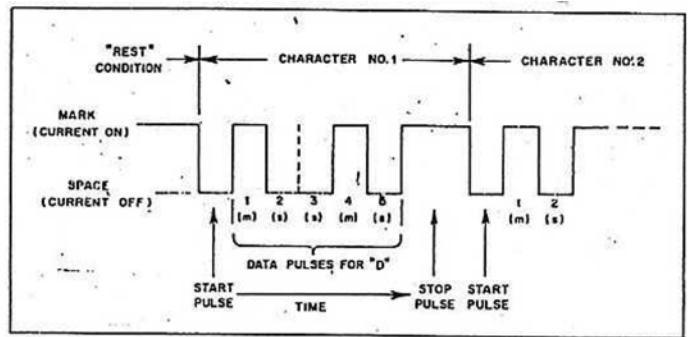 "REST" CONDITION
CHARACTER NO.1
CHARACTER NO.2
MARK
(CURRENT ON)
SPACE
(CURRENT OFF)
1 2 3 4 5 1 2
(m) (s) (s) (m) (s) (m) (s)
DATA PULSES FOR "D"
START PULSE
TIME
STOP PULSE
START PULSE